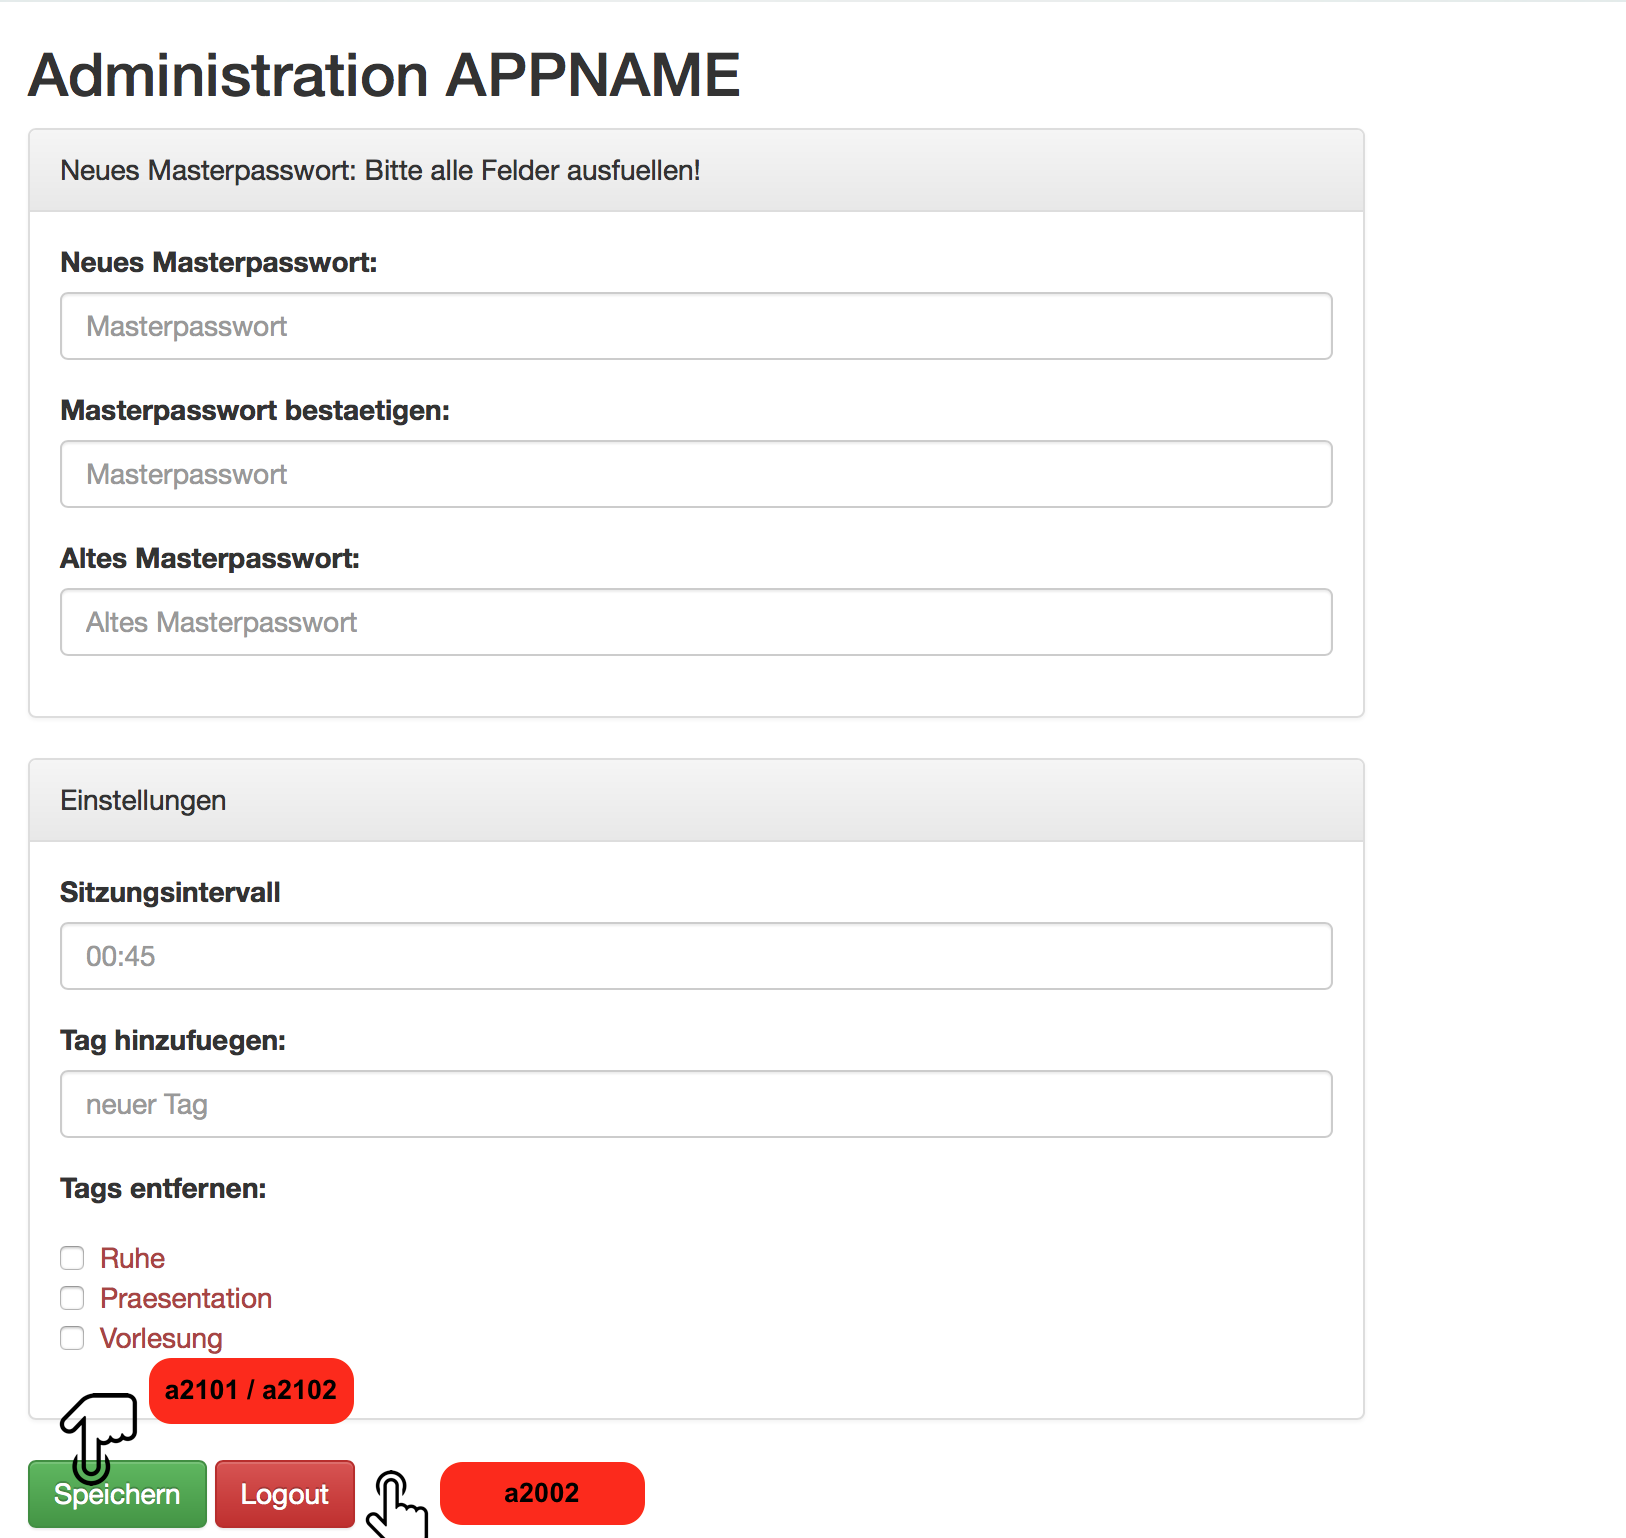 Administration APPNAME
Neues Masterpasswort: Bitte alle Felder ausfuellen!
Neues Masterpasswort:
Masterpasswort
Masterpasswort bestaetigen:
Masterpasswort
Altes Masterpasswort:
Altes Masterpasswort
Einstellungen
Sitzungsintervall
00:45
Tag hinzufuegen:
neuer Tag
Tags entfernen:
Ruhe
Praesentation
Vorlesung
a2101 / a2102
Speichern Logout a2002